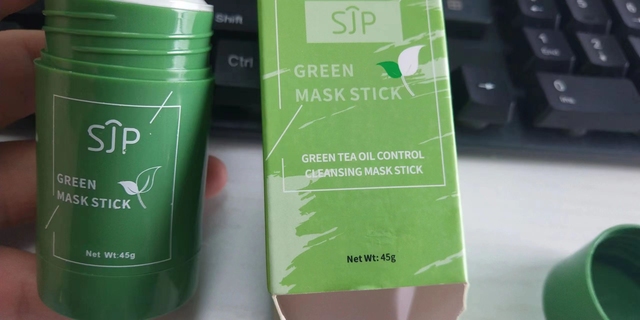 SJP
GREEN
MASK STICK
Net Wt:45g
SJP
GREEN
MASK STICK
GREEN TEA OIL CONTROL
CLEANSING MASK STICK
Net Wt: 45g
Shift
Ctrl